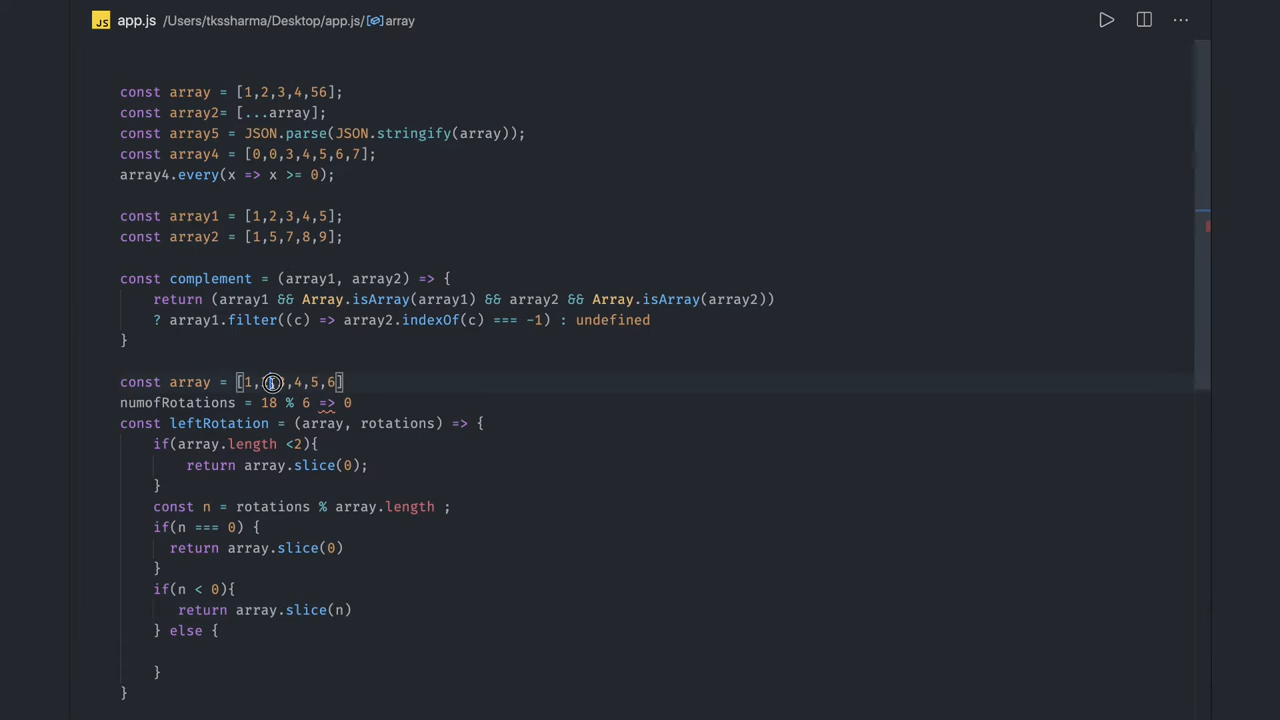 JS app.js /Users/tkssharma/Desktop/app.js/array
const array = [1,2,3,4,56];
const array2= [...array];
const array5 = JSON.parse(JSON.stringify(array));
const array4 = [0,0,3,4,5,6,7];
array4.every(x => x >= 0);
const array1 = [1,2,3,4,5];
const array2 = [1,5,7,8,9];
const complement = (array1, array2) => {
return (array1 && Array.isArray(array1) && array2 && Array.isArray(array2))
? array1.filter((c) => array2.indexOf(c) === -1) : undefined
}
const array = [1, ,4,5,6]
numofRotations = 18 % 6 => 0
const leftRotation = (array, rotations) => {
if(array.length <2){
return array.slice(0);
}
const n = rotations % array.length ;
if(n === 0) {
return array.slice(0)
}
if(n < 0){
return array.slice(n)
} else {
}
}